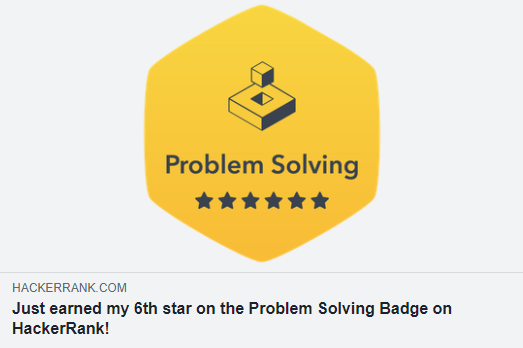 Problem Solving
HACKERRANK.COM
Just earned my 6th star on the Problem Solving Badge on
HackerRank!